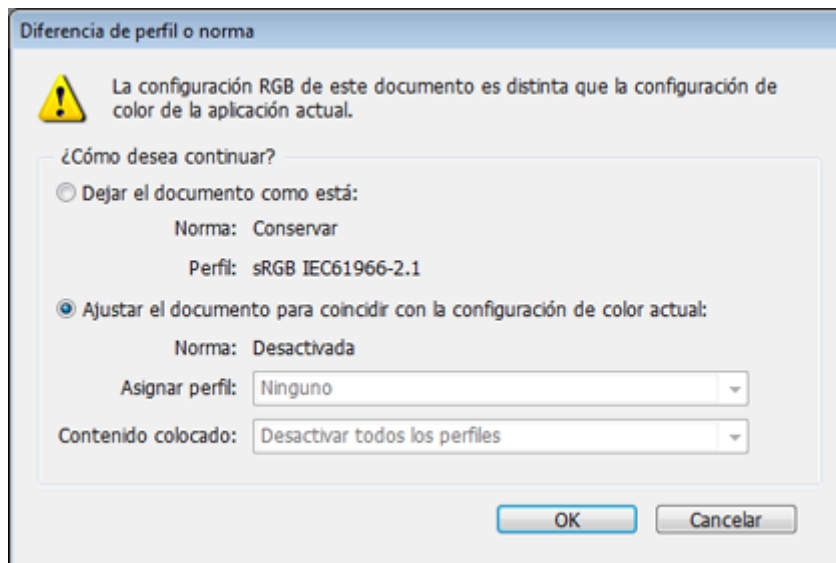 Diferencia de perfil o norma
La configuración RGB de este documento es distinta que la configuración de
color de la aplicación actual.
¿Cómo desea continuar?
Dejar el documento como está:
Norma: Conservar
Perfil: sRGB IEC61966-2.1
Ajustar el documento para coincidir con la configuración de color actual:
Norma: Desactivada
Asignar perfil: Ninguno
Contenido colocado: Desactivar todos los perfiles
OK Cancelar